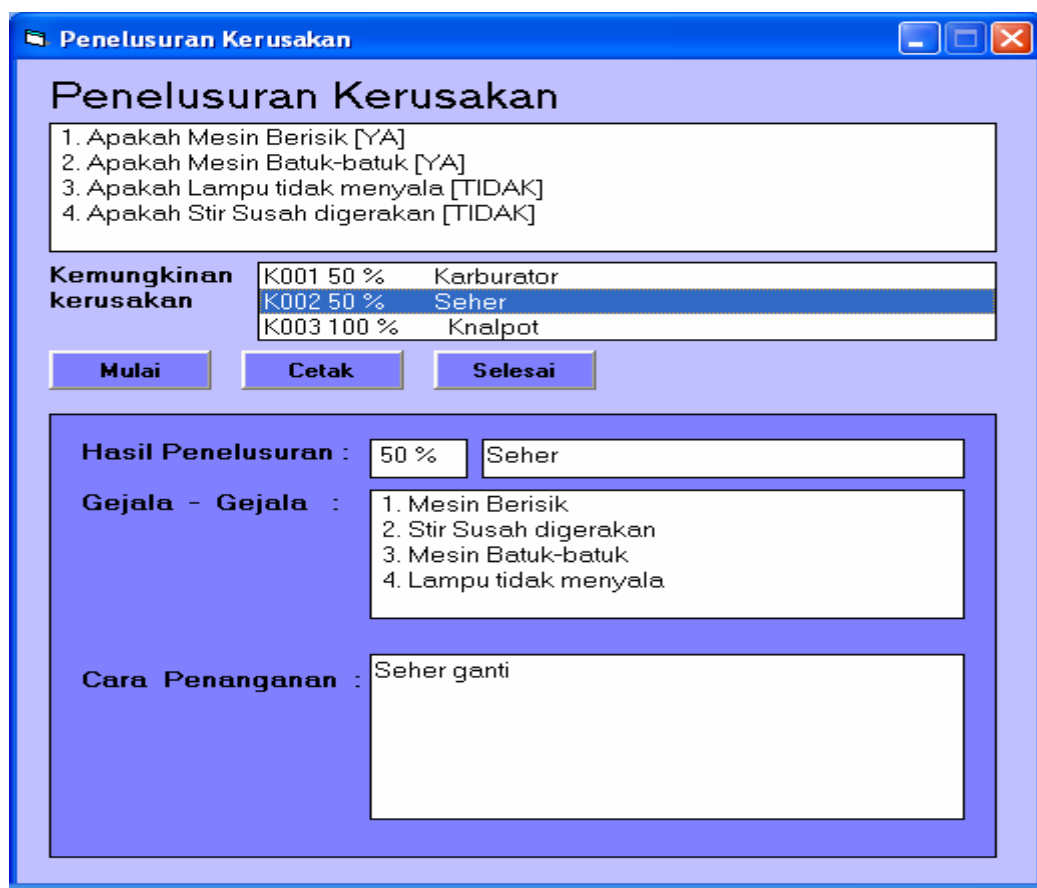 Penelusuran Kerusakan
Penelusuran Kerusakan
1. Apakah Mesin Berisik [YA]
2. Apakah Mesin Batuk-batuk [YA]
3. Apakah Lampu tidak menyala [TIDAK]
4. Apakah Stir Susah digerakan [TIDAK]
Kemungkinan kerusakan
K001 50 % Karburator
K002 50 % Seher
K003 100 % Knalpot
Mulai Cetak Selesai
Hasil Penelusuran : 50 % Seher
Gejala - Gejala :
1. Mesin Berisik
2. Stir Susah digerakan
3. Mesin Batuk-batuk
4. Lampu tidak menyala
Cara Penanganan : Seher ganti